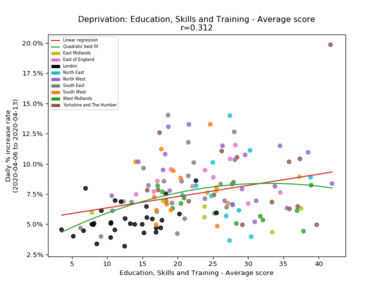 Deprivation: Education, Skills and Training - Average score
r=0.312
Daily % increase rate
(2020-04-06 to 2020-04-13)
20.0%
17.5%
15.0%
12.5%
10.0%
7.5%
5.0%
2.5%
Linear regression
Quadratic best fit
East Midlands
East of England
London
North East
North West
South East
South West
West Midlands
Yorkshire and The Humber
5 10 15 20 25 30 35 40
Education, Skills and Training - Average score